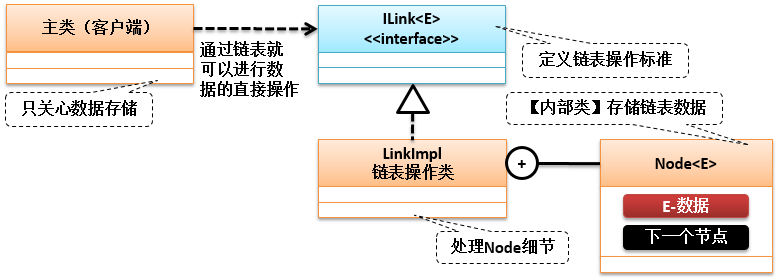 主类（客户端）
ILink<E>
<<interface>>
通过链表就
可以进行数
据的直接操作
定义链表操作标准
只关心数据存储
【内部类】存储链表数据
LinkImpl
链表操作类
+
Node<E>
E-数据
下一个节点
处理Node细节